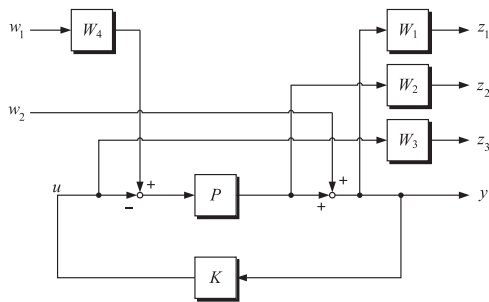 w₁ W₄ W₁ z₁
W₂ z₂
w₂
W₃ z₃
u + +
− P + y
K